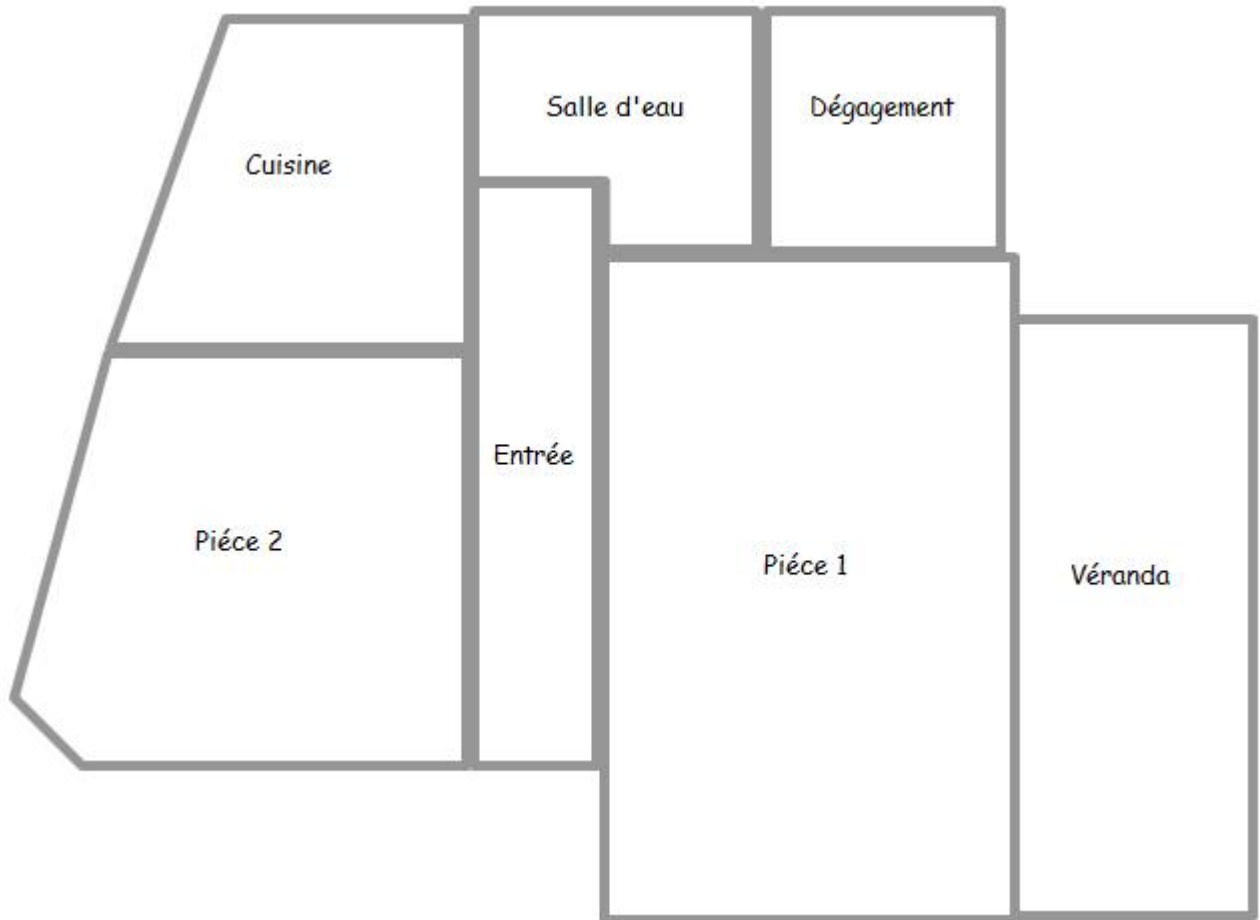 Salle d'eau
Dégagement
Cuisine
Entrée
Piéce 2
Piéce 1
Véranda